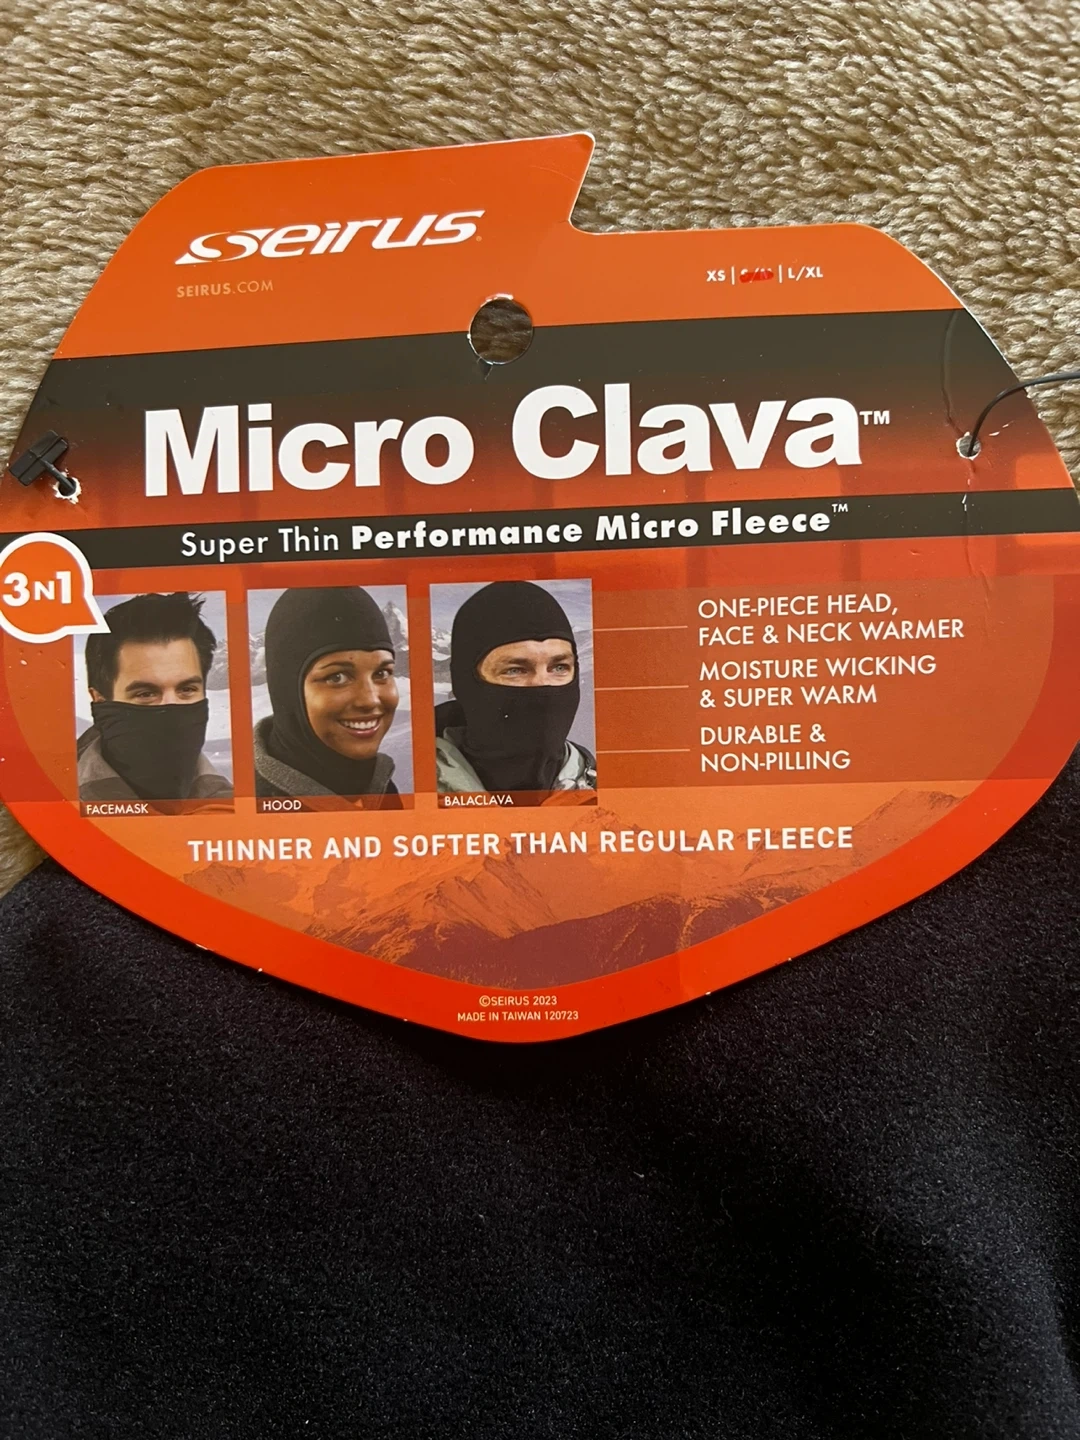 seirus
SEIRUS.COM
XS | S/M | L/XL
Micro Clava™
Super Thin Performance Micro Fleece™
3N1
FACEMASK
HOOD
BALACLAVA
ONE-PIECE HEAD,
FACE & NECK WARMER
MOISTURE WICKING
& SUPER WARM
DURABLE &
NON-PILLING
THINNER AND SOFTER THAN REGULAR FLEECE
©SEIRUS 2023
MADE IN TAIWAN 120723